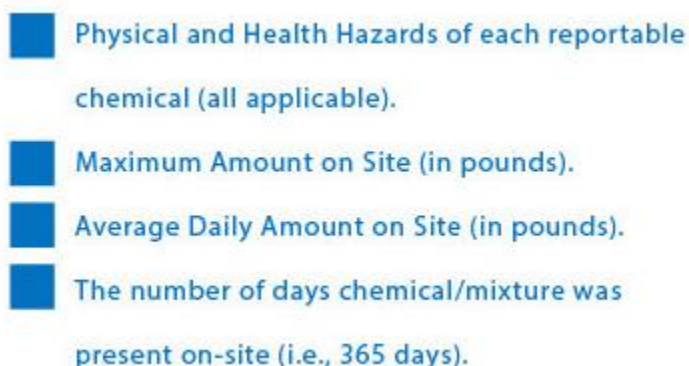 Physical and Health Hazards of each reportable
chemical (all applicable).
Maximum Amount on Site (in pounds).
Average Daily Amount on Site (in pounds).
The number of days chemical/mixture was
present on-site (i.e., 365 days).